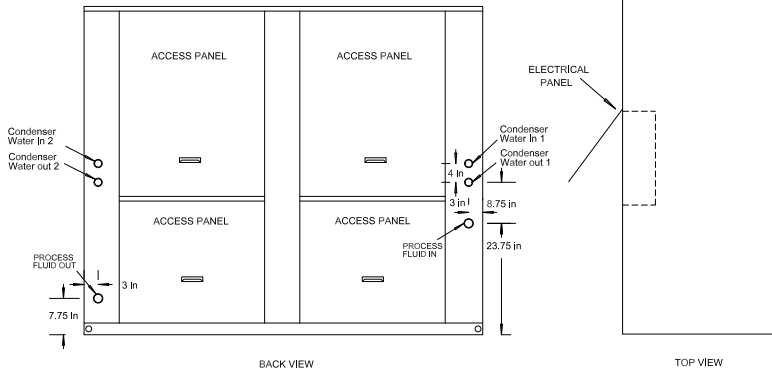 ACCESS PANEL
ACCESS PANEL
ELECTRICAL
PANEL
Condenser
Water In 2
Condenser
Water out 2
Condenser
Water In 1
Condenser
Water out 1
4 In
3 in
8.75 in
ACCESS PANEL
ACCESS PANEL
PROCESS
FLUID IN
23.75 in
PROCESS
FLUID OUT
3 In
7.75 In
BACK VIEW
TOP VIEW